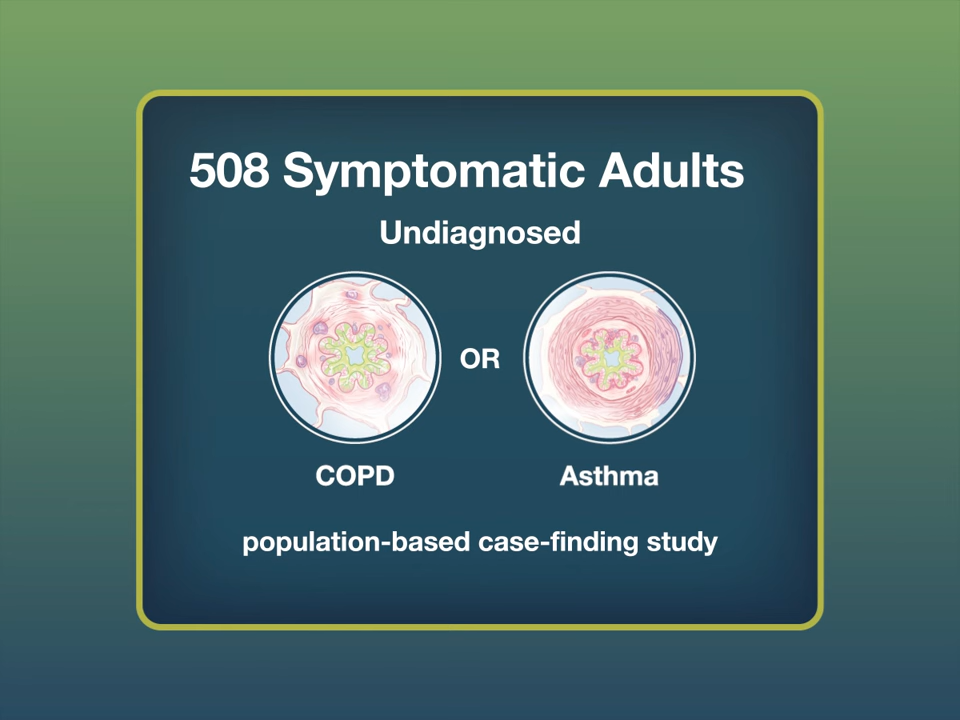 508 Symptomatic Adults
Undiagnosed
OR
COPD
Asthma
population-based case-finding study